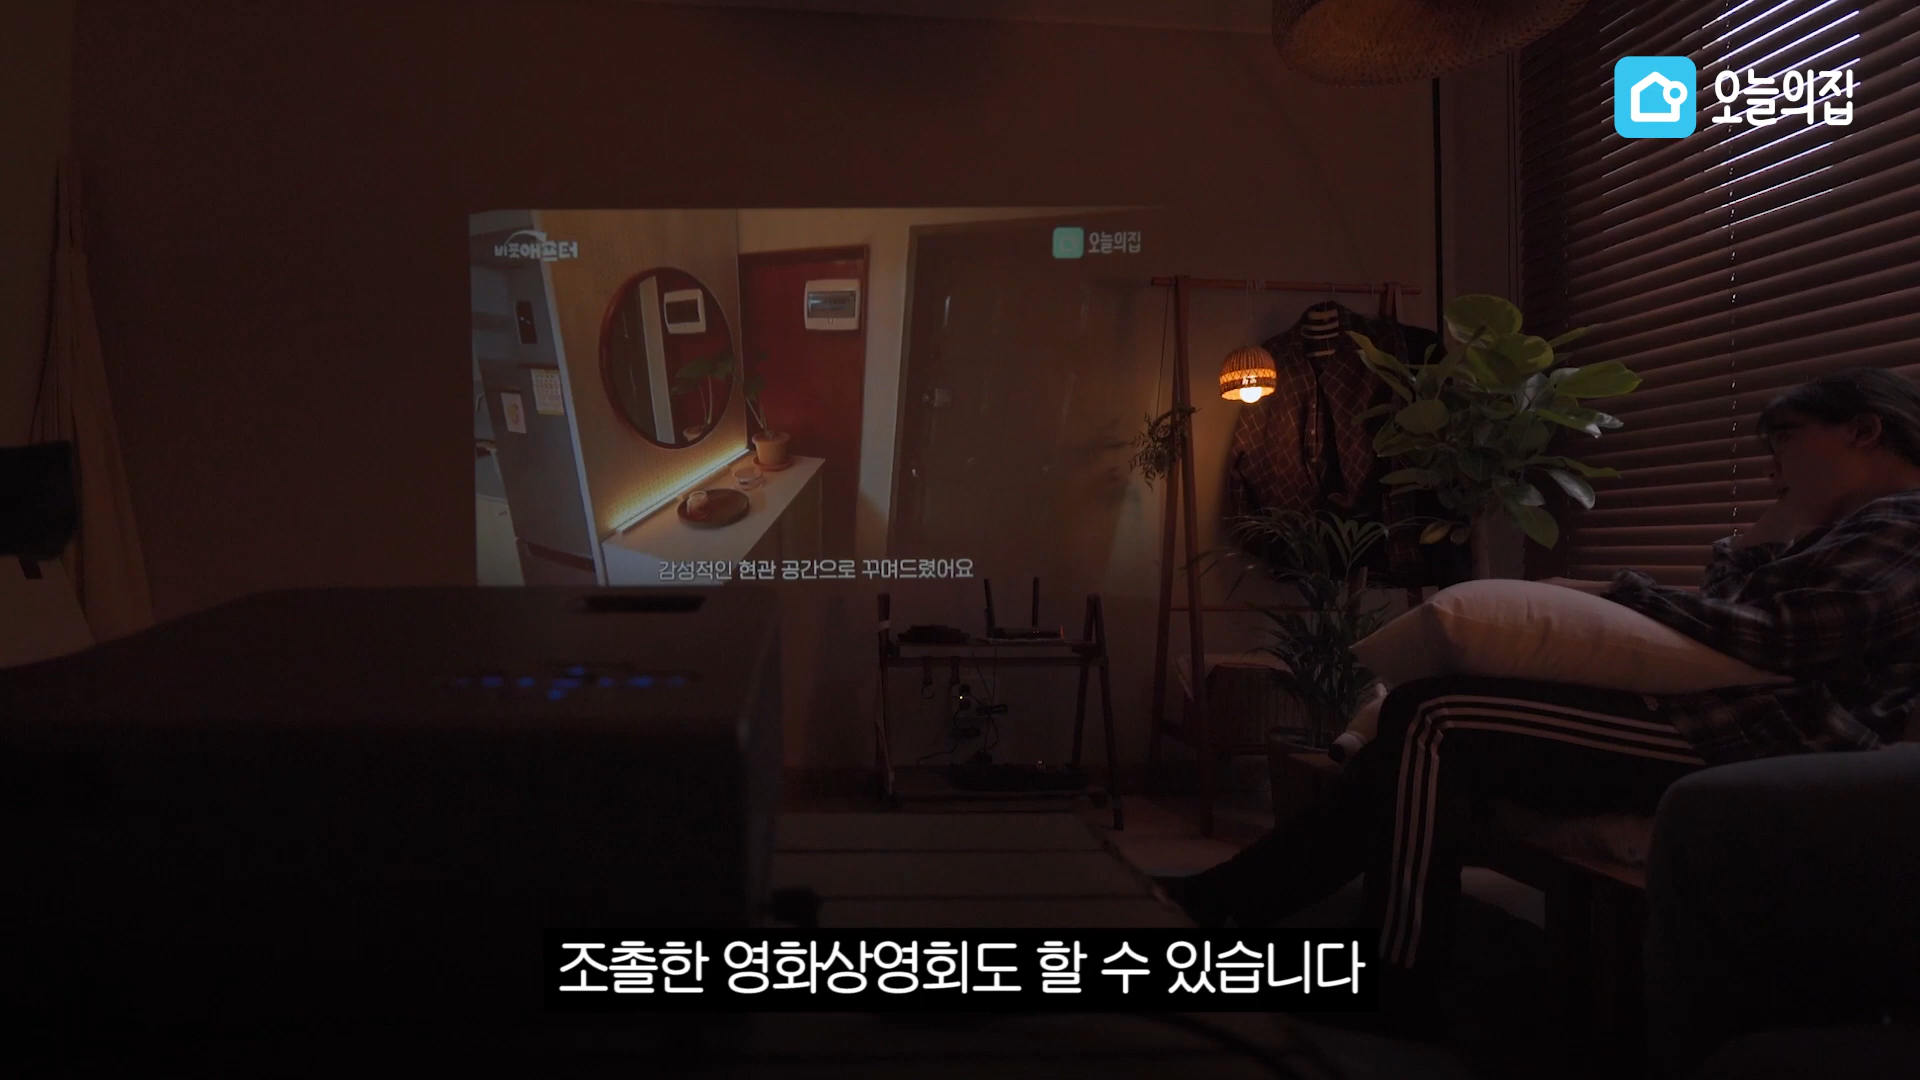 오늘의집
비포애프터
오늘의집
감성적인 현관 공간으로 꾸며드렸어요
조촐한 영화상영회도 할 수 있습니다